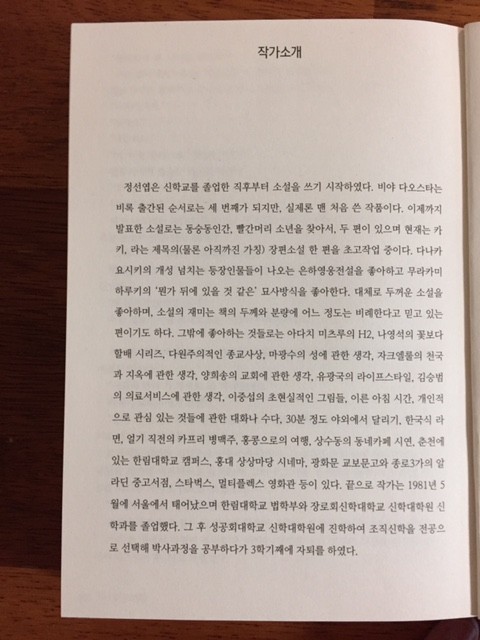 작가소개
정선엽은 신학교를 졸업한 직후부터 소설을 쓰기 시작하였다. 비야 다오스타는
비록 출간된 순서로는 세 번째가 되지만, 실제론 맨 처음 쓴 작품이다. 이제까지
발표한 소설로는 동승동인간, 빨간머리 소년을 찾아서, 두 편이 있으며 현재는 카
키, 라는 제목의(물론 아직까진 가칭) 장편소설 한 편을 초고작업 중이다. 다나카
요시키의 개성 넘치는 등장인물들이 나오는 은하영웅전설을 좋아하고 무라카미
하루키의 '뭔가 뒤에 있을 것 같은' 묘사방식을 좋아한다. 대체로 두꺼운 소설을
좋아하며, 소설의 재미는 책의 두께와 분량에 어느 정도는 비례한다고 믿고 있는
편이기도 하다. 그밖에 좋아하는 것들로는 아다치 미츠루의 H2, 나영석의 꽃보다
할배 시리즈, 다원주의적인 종교사상, 마광수의 성에 관한 생각, 자크엘룰의 천국
과 지옥에 관한 생각, 양희송의 교회에 관한 생각, 유광국의 라이프스타일, 김승범
의 의료서비스에 관한 생각, 이중섭의 초현실적인 그림들, 이른 아침 시간, 개인적
으로 관심 있는 것들에 관한 대화나 수다, 30분 정도 야외에서 달리기, 한국식 라
면, 얼기 직전의 카프리 병맥주, 홍콩으로의 여행, 상수동의 동네카페 시연, 춘천에
있는 한림대학교 캠퍼스, 홍대 상상마당 시네마, 광화문 교보문고와 종로3가의 알
라딘 중고서점, 스타벅스, 멀티플렉스 영화관 등이 있다. 끝으로 작가는 1981년 5
월에 서울에서 태어났으며 한림대학교 법학부와 장로회신학대학교 신학대학원 신
학과를 졸업했다. 그 후 성공회대학교 신학대학원에 진학하여 조직신학을 전공으
로 선택해 박사과정을 공부하다가 3학기째에 자퇴를 하였다.